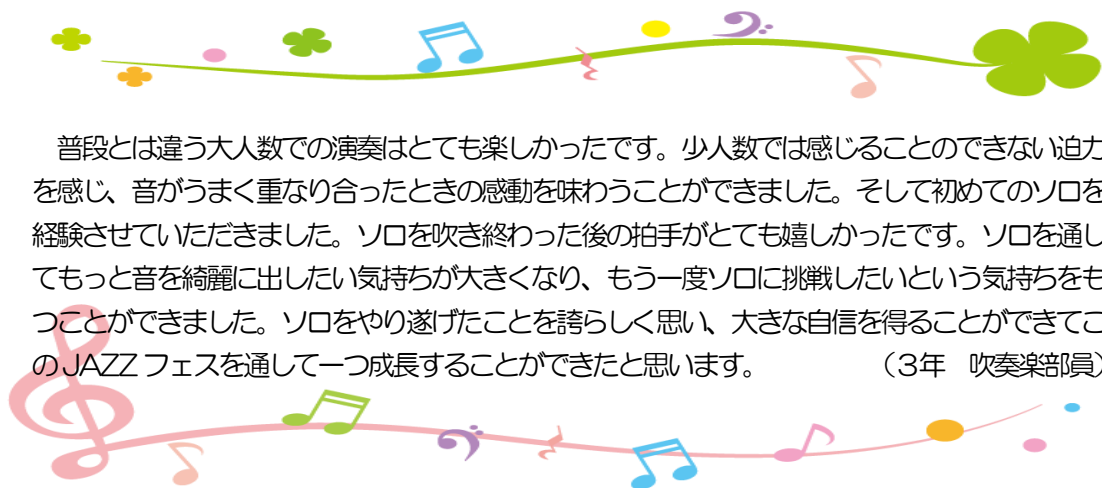 普段とは違う大人数での演奏はとても楽しかったです。少人数では感じることのできない迫力
を感じ、音がうまく重なり合ったときの感動を味わうことができました。そして初めてのソロを
経験させていただきました。ソロを吹き終わった後の拍手がとても嬉しかったです。ソロを通し
てもっと音を綺麗に出したい気持ちが大きくなり、もう一度ソロに挑戦したいという気持ちをも
つことができました。ソロをやり遂げたことを誇らしく思い、大きな自信を得ることができてこ
のJAZZフェスを通して一つ成長することができたと思います。　　　　（３年　吹奏楽部員）